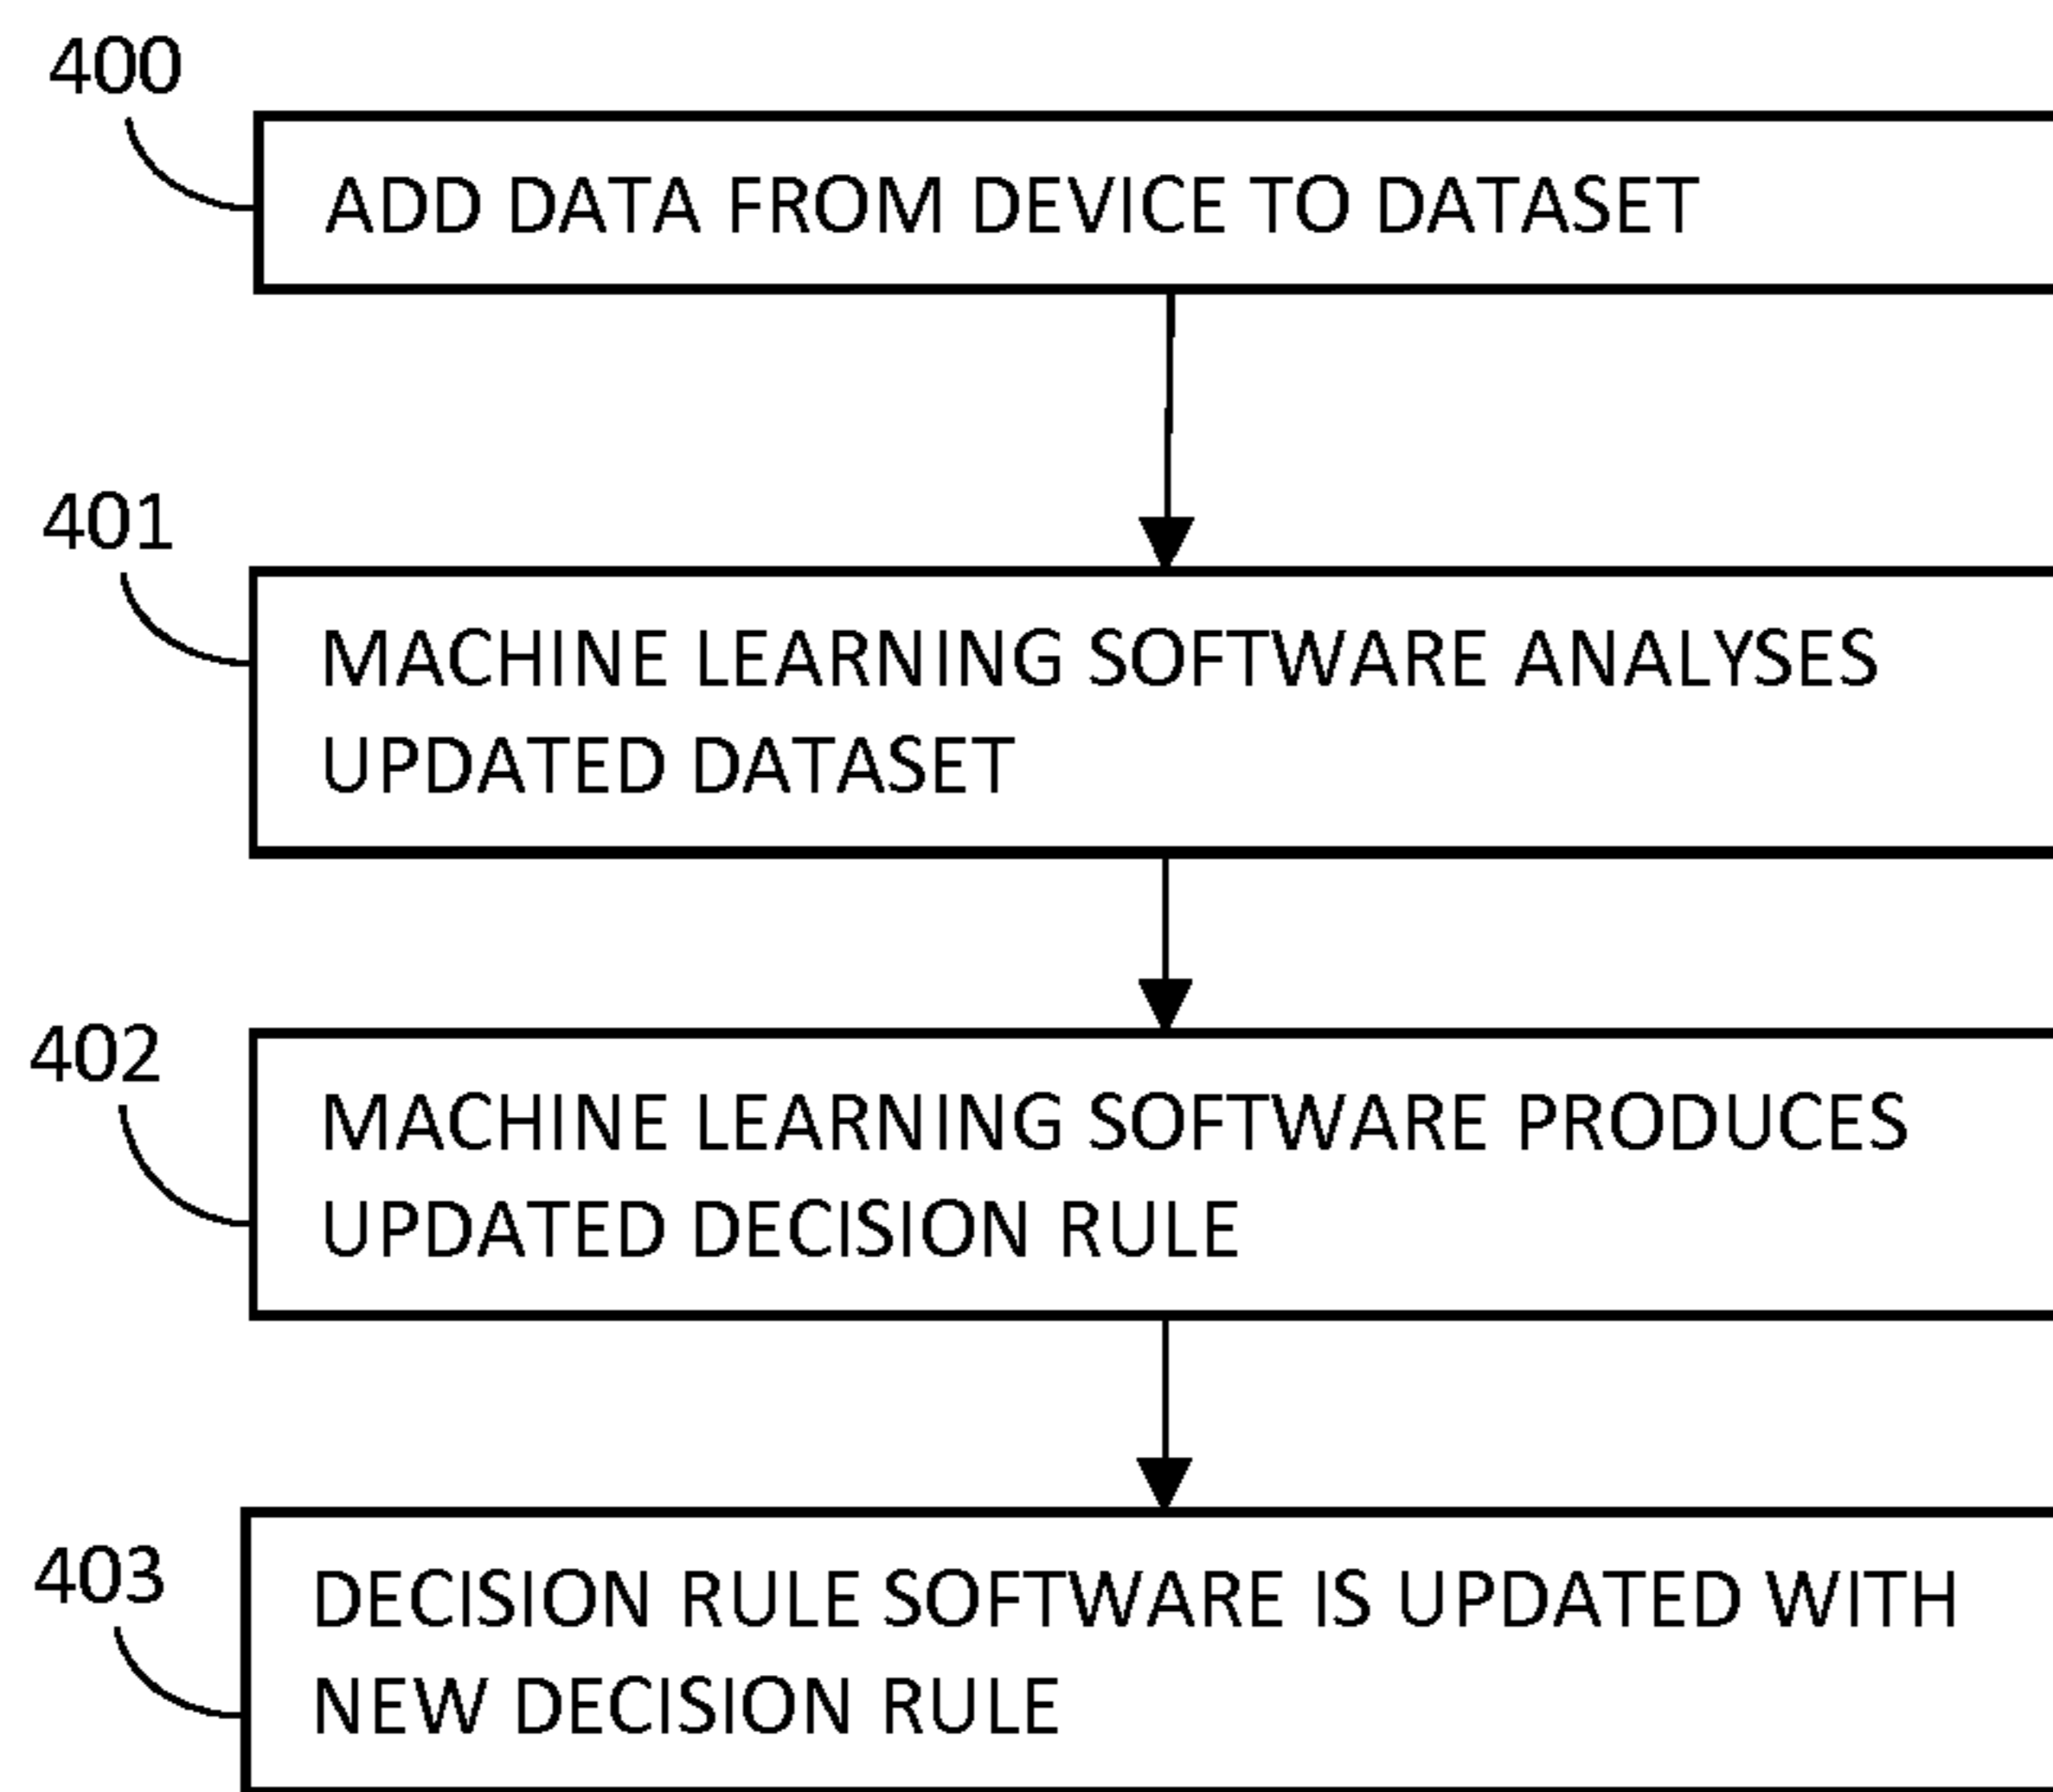 400
ADD DATA FROM DEVICE TO DATASET
401
MACHINE LEARNING SOFTWARE ANALYSES
UPDATED DATASET
402
MACHINE LEARNING SOFTWARE PRODUCES
UPDATED DECISION RULE
403
DECISION RULE SOFTWARE IS UPDATED WITH
NEW DECISION RULE